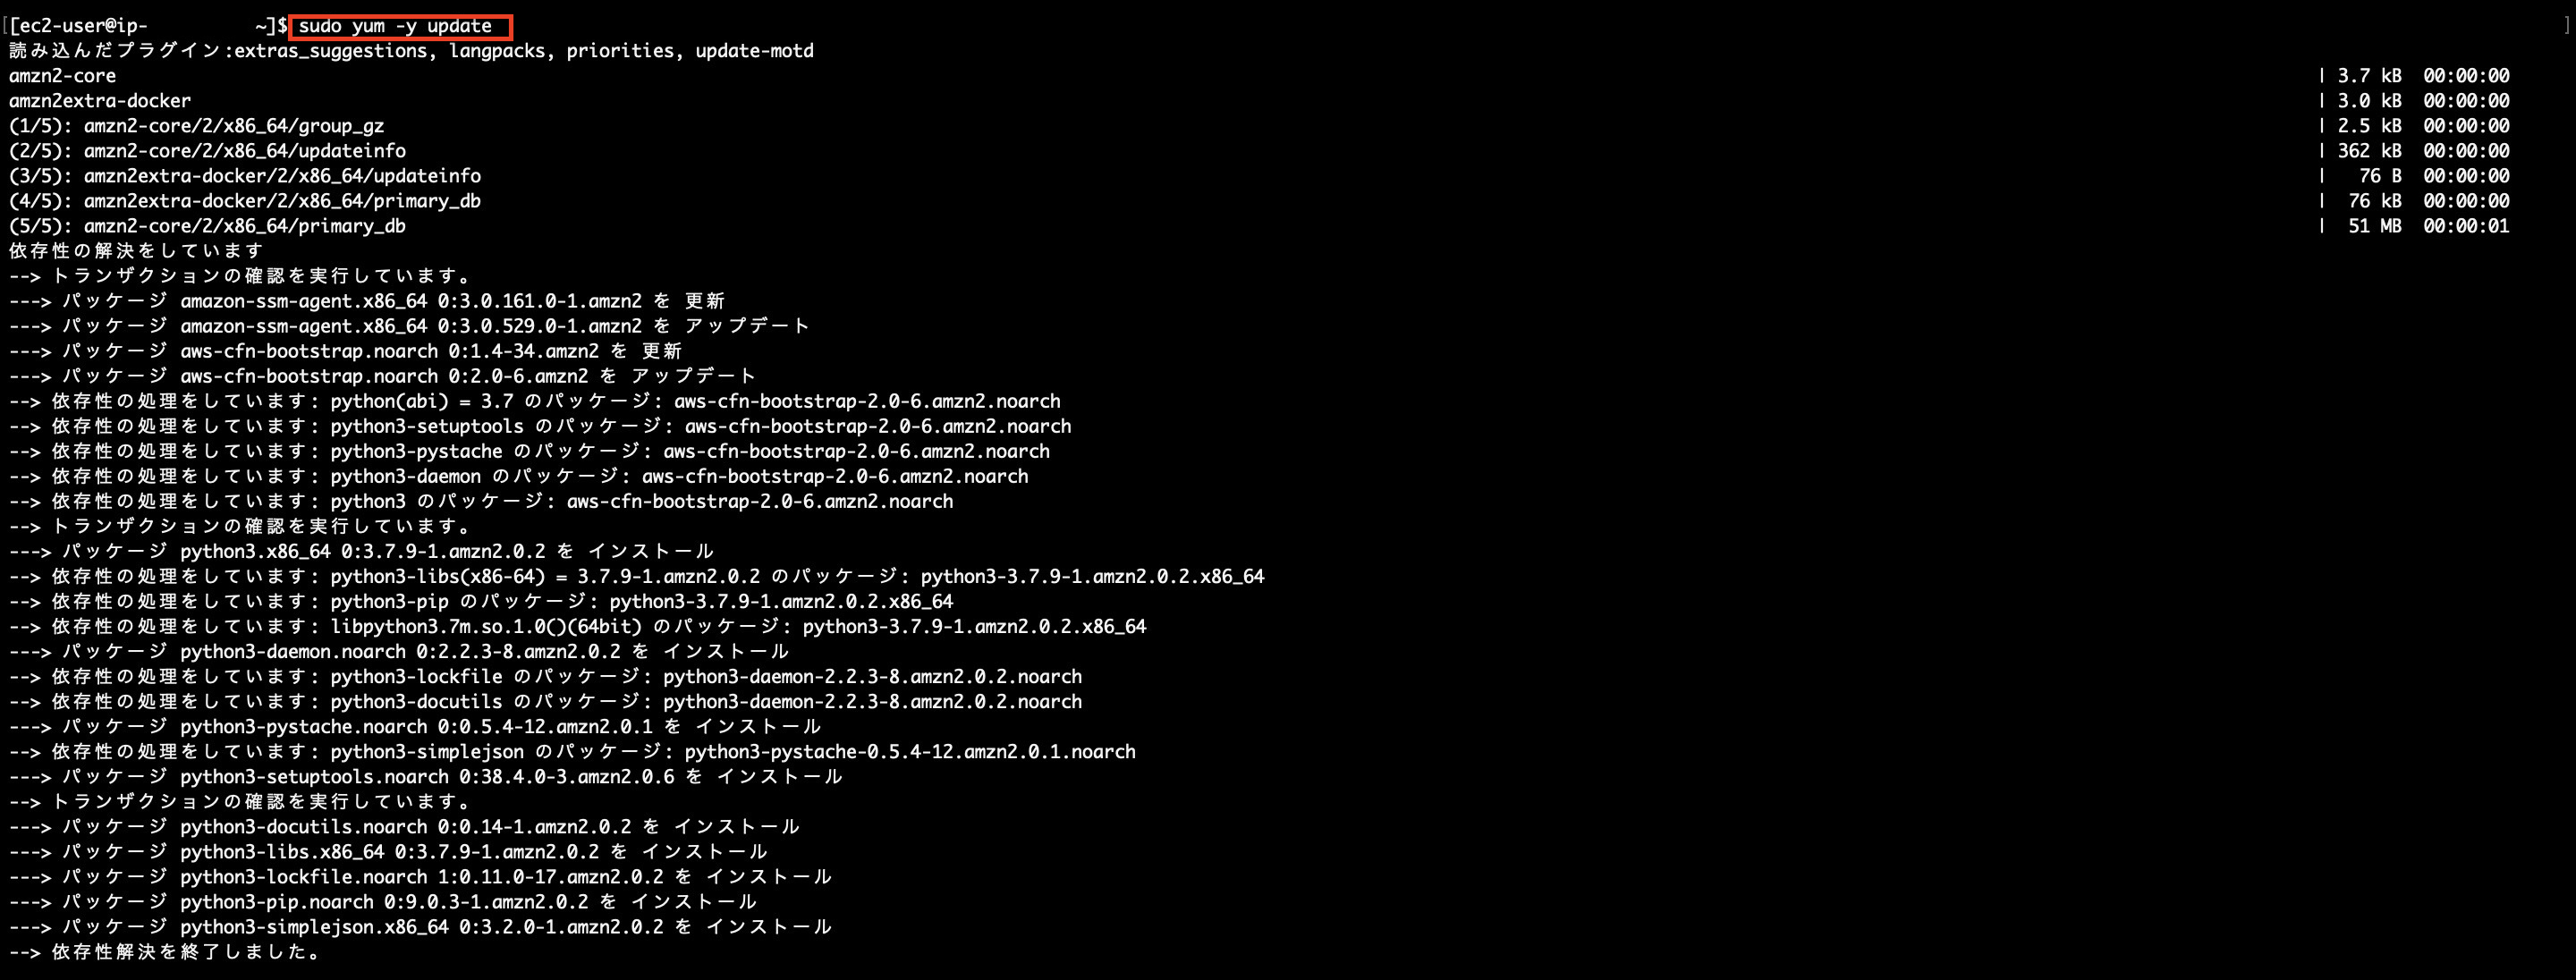 [[ec2-user@ip- ~]$ sudo yum -y update ]
読み込んだプラグイン:extras_suggestions, langpacks, priorities, update-motd
amzn2-core | 3.7 kB 00:00:00
amzn2extra-docker | 3.0 kB 00:00:00
(1/5): amzn2-core/2/x86_64/group_gz | 2.5 kB 00:00:00
(2/5): amzn2-core/2/x86_64/updateinfo | 362 kB 00:00:00
(3/5): amzn2extra-docker/2/x86_64/updateinfo | 76 B 00:00:00
(4/5): amzn2extra-docker/2/x86_64/primary_db | 76 kB 00:00:00
(5/5): amzn2-core/2/x86_64/primary_db | 51 MB 00:00:01
依存性の解決をしています
--> トランザクションの確認を実行しています。
---> パッケージ amazon-ssm-agent.x86_64 0:3.0.161.0-1.amzn2 を 更新
---> パッケージ amazon-ssm-agent.x86_64 0:3.0.529.0-1.amzn2 を アップデート
---> パッケージ aws-cfn-bootstrap.noarch 0:1.4-34.amzn2 を 更新
---> パッケージ aws-cfn-bootstrap.noarch 0:2.0-6.amzn2 を アップデート
--> 依存性の処理をしています: python(abi) = 3.7 のパッケージ: aws-cfn-bootstrap-2.0-6.amzn2.noarch
--> 依存性の処理をしています: python3-setuptools のパッケージ: aws-cfn-bootstrap-2.0-6.amzn2.noarch
--> 依存性の処理をしています: python3-pystache のパッケージ: aws-cfn-bootstrap-2.0-6.amzn2.noarch
--> 依存性の処理をしています: python3-daemon のパッケージ: aws-cfn-bootstrap-2.0-6.amzn2.noarch
--> 依存性の処理をしています: python3 のパッケージ: aws-cfn-bootstrap-2.0-6.amzn2.noarch
--> トランザクションの確認を実行しています。
---> パッケージ python3.x86_64 0:3.7.9-1.amzn2.0.2 を インストール
--> 依存性の処理をしています: python3-libs(x86-64) = 3.7.9-1.amzn2.0.2 のパッケージ: python3-3.7.9-1.amzn2.0.2.x86_64
--> 依存性の処理をしています: python3-pip のパッケージ: python3-3.7.9-1.amzn2.0.2.x86_64
--> 依存性の処理をしています: libpython3.7m.so.1.0()(64bit) のパッケージ: python3-3.7.9-1.amzn2.0.2.x86_64
---> パッケージ python3-daemon.noarch 0:2.2.3-8.amzn2.0.2 を インストール
--> 依存性の処理をしています: python3-lockfile のパッケージ: python3-daemon-2.2.3-8.amzn2.0.2.noarch
--> 依存性の処理をしています: python3-docutils のパッケージ: python3-daemon-2.2.3-8.amzn2.0.2.noarch
---> パッケージ python3-pystache.noarch 0:0.5.4-12.amzn2.0.1 を インストール
--> 依存性の処理をしています: python3-simplejson のパッケージ: python3-pystache-0.5.4-12.amzn2.0.1.noarch
---> パッケージ python3-setuptools.noarch 0:38.4.0-3.amzn2.0.6 を インストール
--> トランザクションの確認を実行しています。
---> パッケージ python3-docutils.noarch 0:0.14-1.amzn2.0.2 を インストール
---> パッケージ python3-libs.x86_64 0:3.7.9-1.amzn2.0.2 を インストール
---> パッケージ python3-lockfile.noarch 1:0.11.0-17.amzn2.0.2 を インストール
---> パッケージ python3-pip.noarch 0:9.0.3-1.amzn2.0.2 を インストール
---> パッケージ python3-simplejson.x86_64 0:3.2.0-1.amzn2.0.2 を インストール
--> 依存性解決を終了しました。